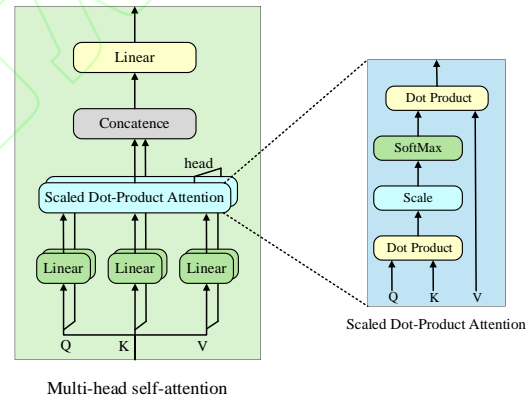 Linear
Concatence
head
Scaled Dot-Product Attention
Linear Linear Linear
Q K V
Multi-head self-attention
Dot Product
SoftMax
Scale
Dot Product
Q K V
Scaled Dot-Product Attention